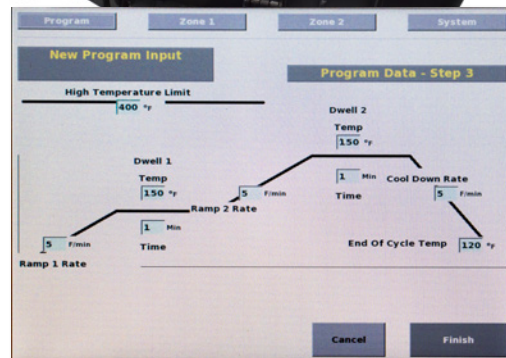 Program Zone 1 Zone 2 System
New Program Input
Program Data - Step 3
High Temperature Limit
400 °F
Dwell 2
Temp
150 °F
Dwell 1
Temp
150 °F
1 Min
Time
Cool Down Rate
5 F/min
5 F/min
Ramp 2 Rate
1 Min
Time
5 F/min
Ramp 1 Rate
End Of Cycle Temp 120 °F
Cancel Finish